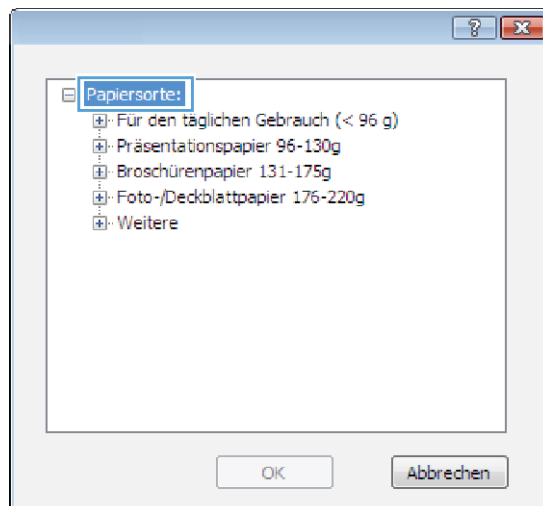 Papiersorte:
Für den täglichen Gebrauch (< 96 g)
Präsentationspapier 96-130g
Broschürenpapier 131-175g
Foto-/Deckblattpapier 176-220g
Weitere
OK
Abbrechen